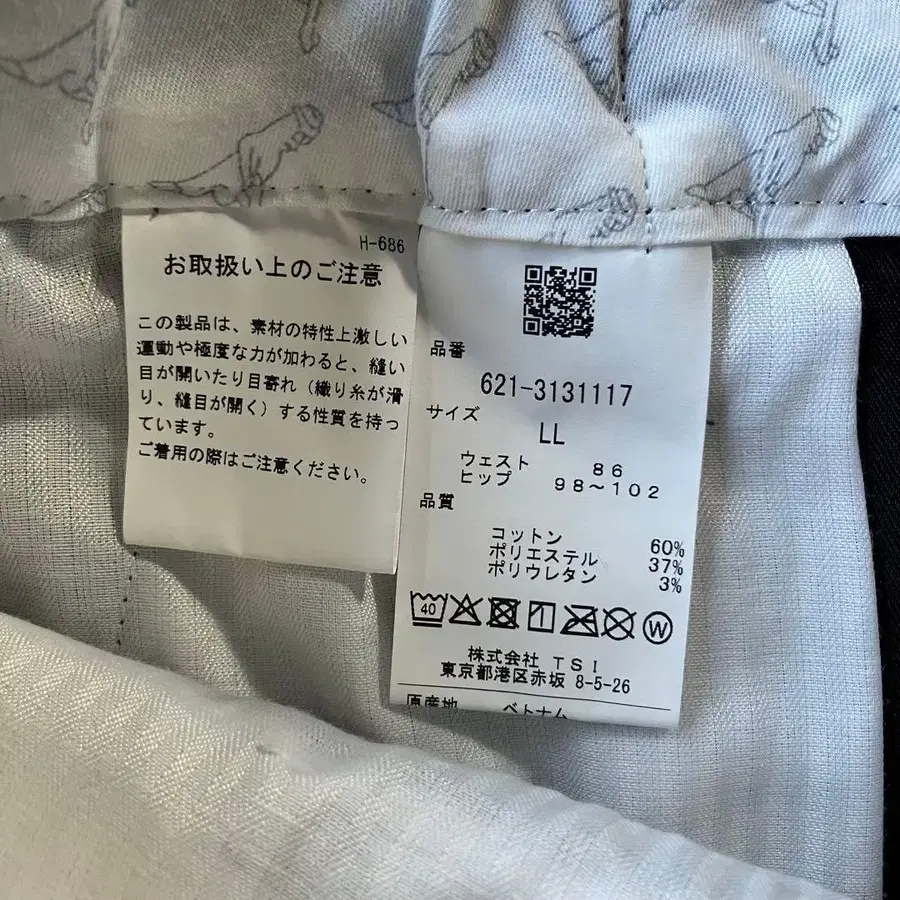 H-686
お取扱い上のご注意
この製品は、素材の特性上激しい
運動や極度な力が加わると、縫い
目が開いたり目寄れ（織り糸が滑
り、縫目が開く）する性質を持っ
ています。
ご着用の際はご注意ください。
品番
621-3131117
サイズ
LL
ウェスト 86
ヒップ 98～102
品質
コットン 60%
ポリエステル 37%
ポリウレタン 3%
40 W
株式会社 TSI
東京都港区赤坂 8-5-26
原産地 ベトナム